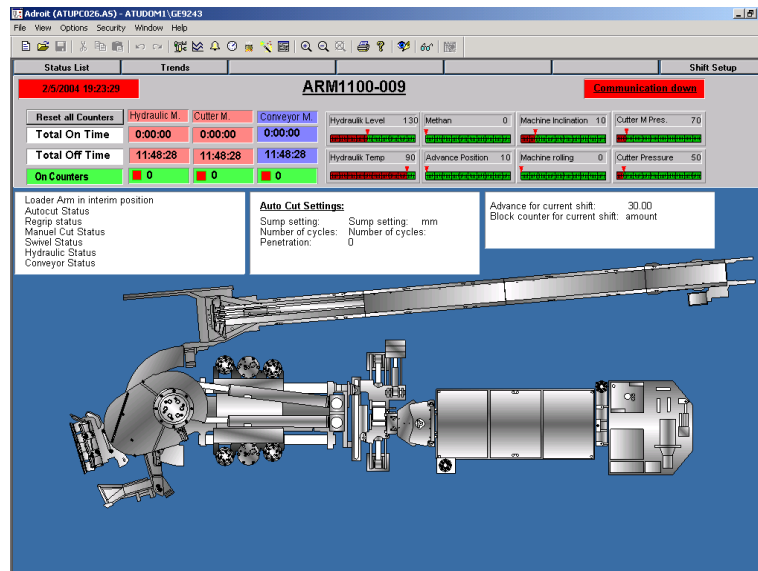 Adroit (ATUPC026.AS) - ATUDOM1\GE9243
File View Options Security Window Help
Status List Trends Shift Setup
2/5/2004 19:23:29 ARM1100-009 Communication down
Reset all Counters Hydraulic M. Cutter M. Conveyor M.
Total On Time 0:00:00 0:00:00 0:00:00
Total Off Time 11:48:28 11:48:28 11:48:28
On Counters 0 0 0
Hydraulik Level 130 Methan 0 Machine Inclination 10 Cutter M Pres. 70
Hydraulik Temp 90 Advance Position 10 Machine rolling 0 Cutter Pressure 50
Loader Arm in interim position
Autocut Status
Regrip status
Manuel Cut Status
Swivel status
Hydraulic Status
Conveyor Status
Auto Cut Settings:
Sump setting: Sump setting: mm
Number of cycles: Number of cycles:
Penetration: 0
Advance for current shift: 30.00
Block counter for current shift: amount